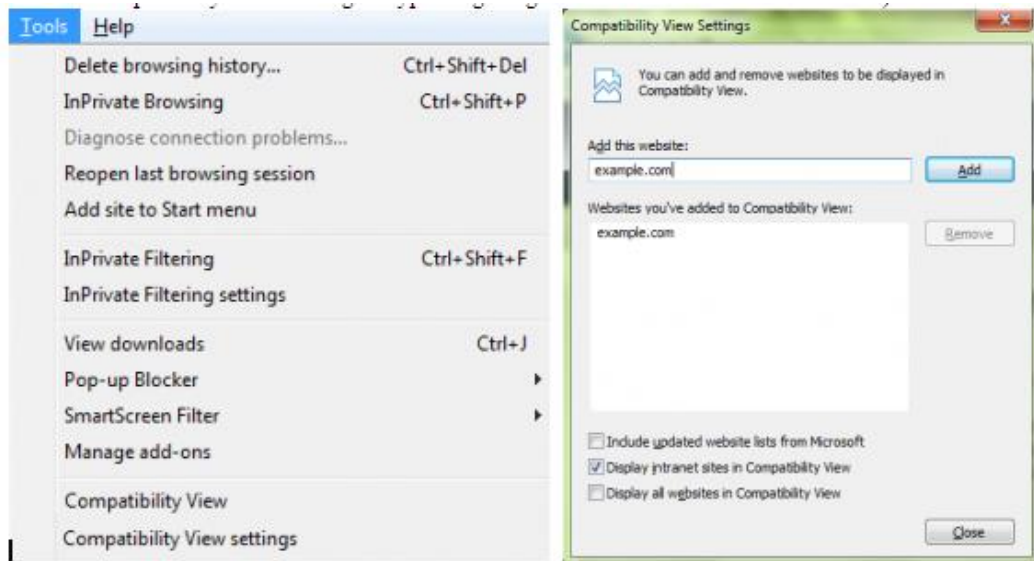 Tools Help
Delete browsing history... Ctrl+Shift+Del
InPrivate Browsing Ctrl+Shift+P
Diagnose connection problems...
Reopen last browsing session
Add site to Start menu
InPrivate Filtering Ctrl+Shift+F
InPrivate Filtering settings
View downloads Ctrl+J
Pop-up Blocker
SmartScreen Filter
Manage add-ons
Compatibility View
Compatibility View settings
Compatibility View Settings
You can add and remove websites to be displayed in
Compatibility View.
Add this website:
example.com
Add
Websites you've added to Compatibility View:
example.com
Remove
Include updated website lists from Microsoft
Display intranet sites in Compatibility View
Display all websites in Compatibility View
Close